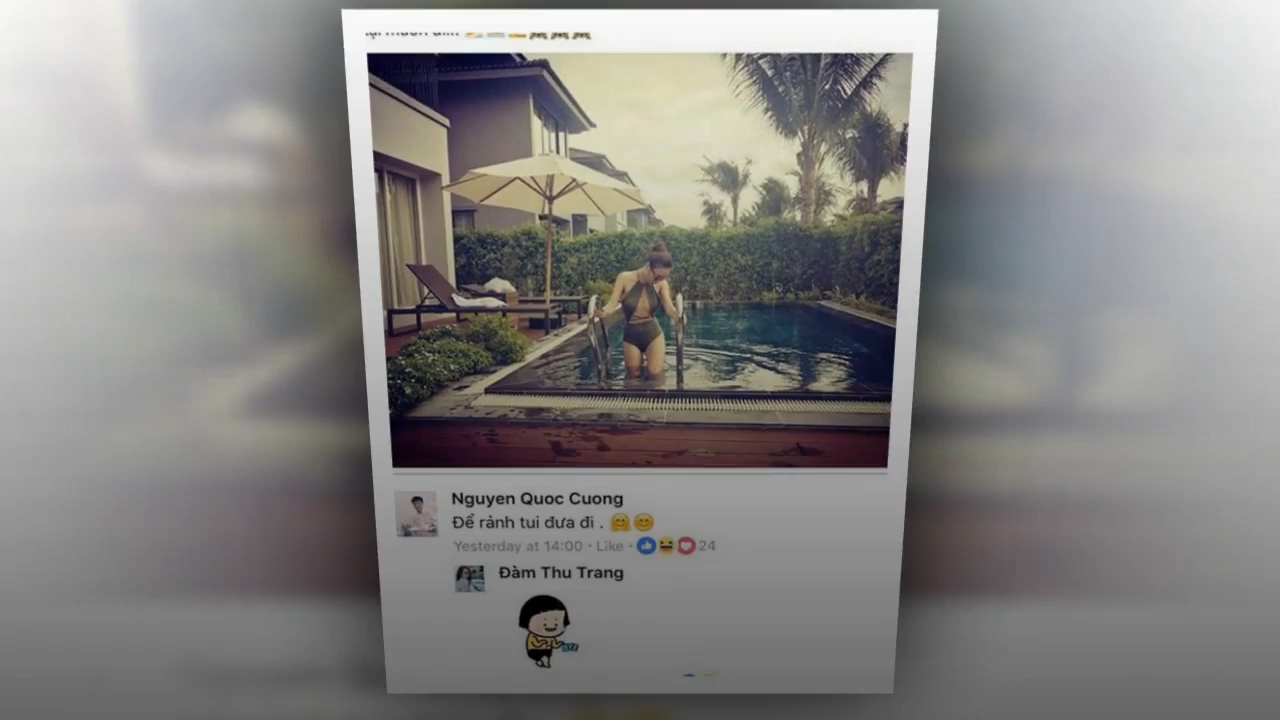 Nguyen Quoc Cuong
Để rảnh tui đưa đi . 🤗😊
Yesterday at 14:00 · Like · 24
Đàm Thu Trang